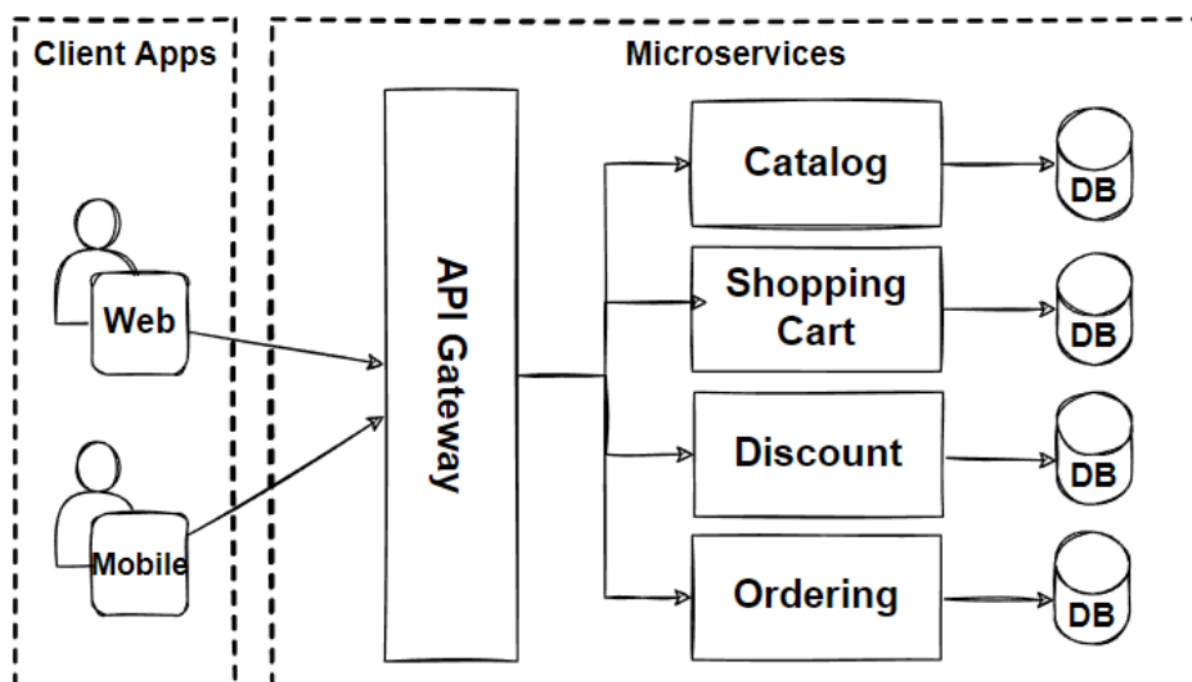 Client Apps
Microservices
Web
Mobile
API Gateway
Catalog
DB
Shopping
Cart
DB
Discount
DB
Ordering
DB